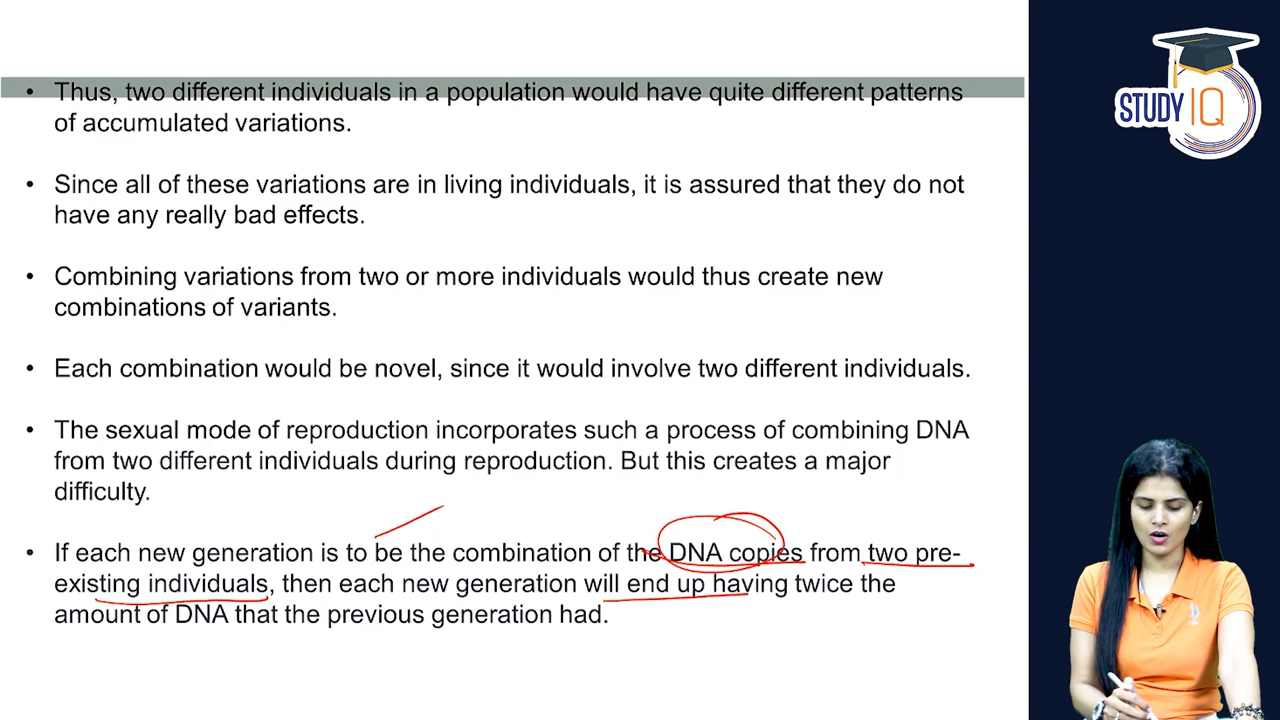 • Thus, two different individuals in a population would have quite different patterns
of accumulated variations.
• Since all of these variations are in living individuals, it is assured that they do not
have any really bad effects.
• Combining variations from two or more individuals would thus create new
combinations of variants.
• Each combination would be novel, since it would involve two different individuals.
• The sexual mode of reproduction incorporates such a process of combining DNA
from two different individuals during reproduction. But this creates a major
difficulty.
• If each new generation is to be the combination of the DNA copies from two pre-
existing individuals, then each new generation will end up having twice the
amount of DNA that the previous generation had.
STUDY IQ